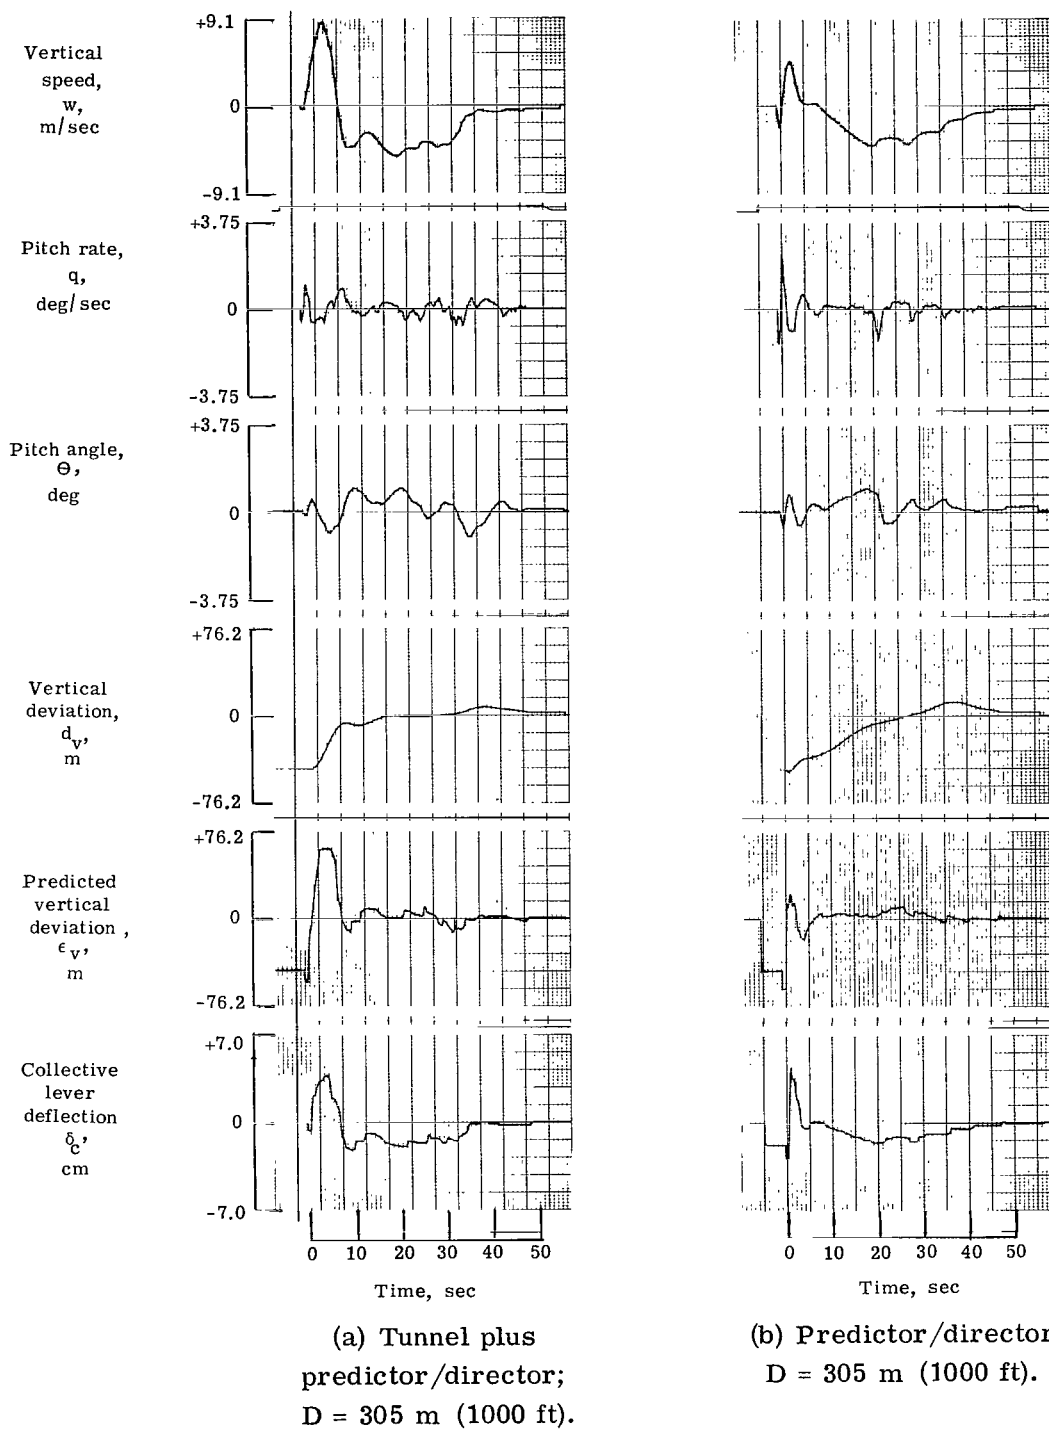 Vertical
speed,
w,
m/sec
+9.1
0
-9.1
Pitch rate,
q,
deg/sec
+3.75
0
-3.75
Pitch angle,
Θ,
deg
+3.75
0
-3.75
Vertical
deviation,
d_v,
m
+76.2
0
-76.2
Predicted
vertical
deviation ,
ϵ_v,
m
+76.2
0
-76.2
Collective
lever
deflection
δ_c,
cm
+7.0
0
-7.0
0 10 20 30 40 50
Time, sec
(a) Tunnel plus
predictor/director;
D = 305 m (1000 ft).
0 10 20 30 40 50
Time, sec
(b) Predictor/director
D = 305 m (1000 ft).